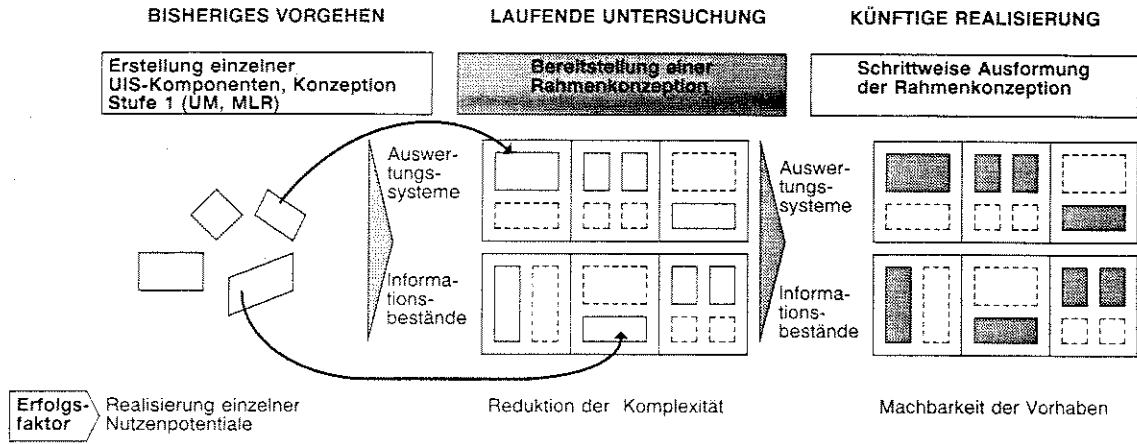 BISHERIGES VORGEHEN
Erstellung einzelner
UIS-Komponenten, Konzeption
Stufe 1 (UM, MLR)
LAUFENDE UNTERSUCHUNG
Bereitstellung einer
Rahmenkonzeption
KÜNFTIGE REALISIERUNG
Schrittweise Ausformung
der Rahmenkonzeption
Auswer-
tungs-
systeme
Informa-
tions-
bestände
Auswer-
tungs-
systeme
Informa-
tions-
bestände
Erfolgs-
faktor
Realisierung einzelner
Nutzenpotentiale
Reduktion der Komplexität
Machbarkeit der Vorhaben